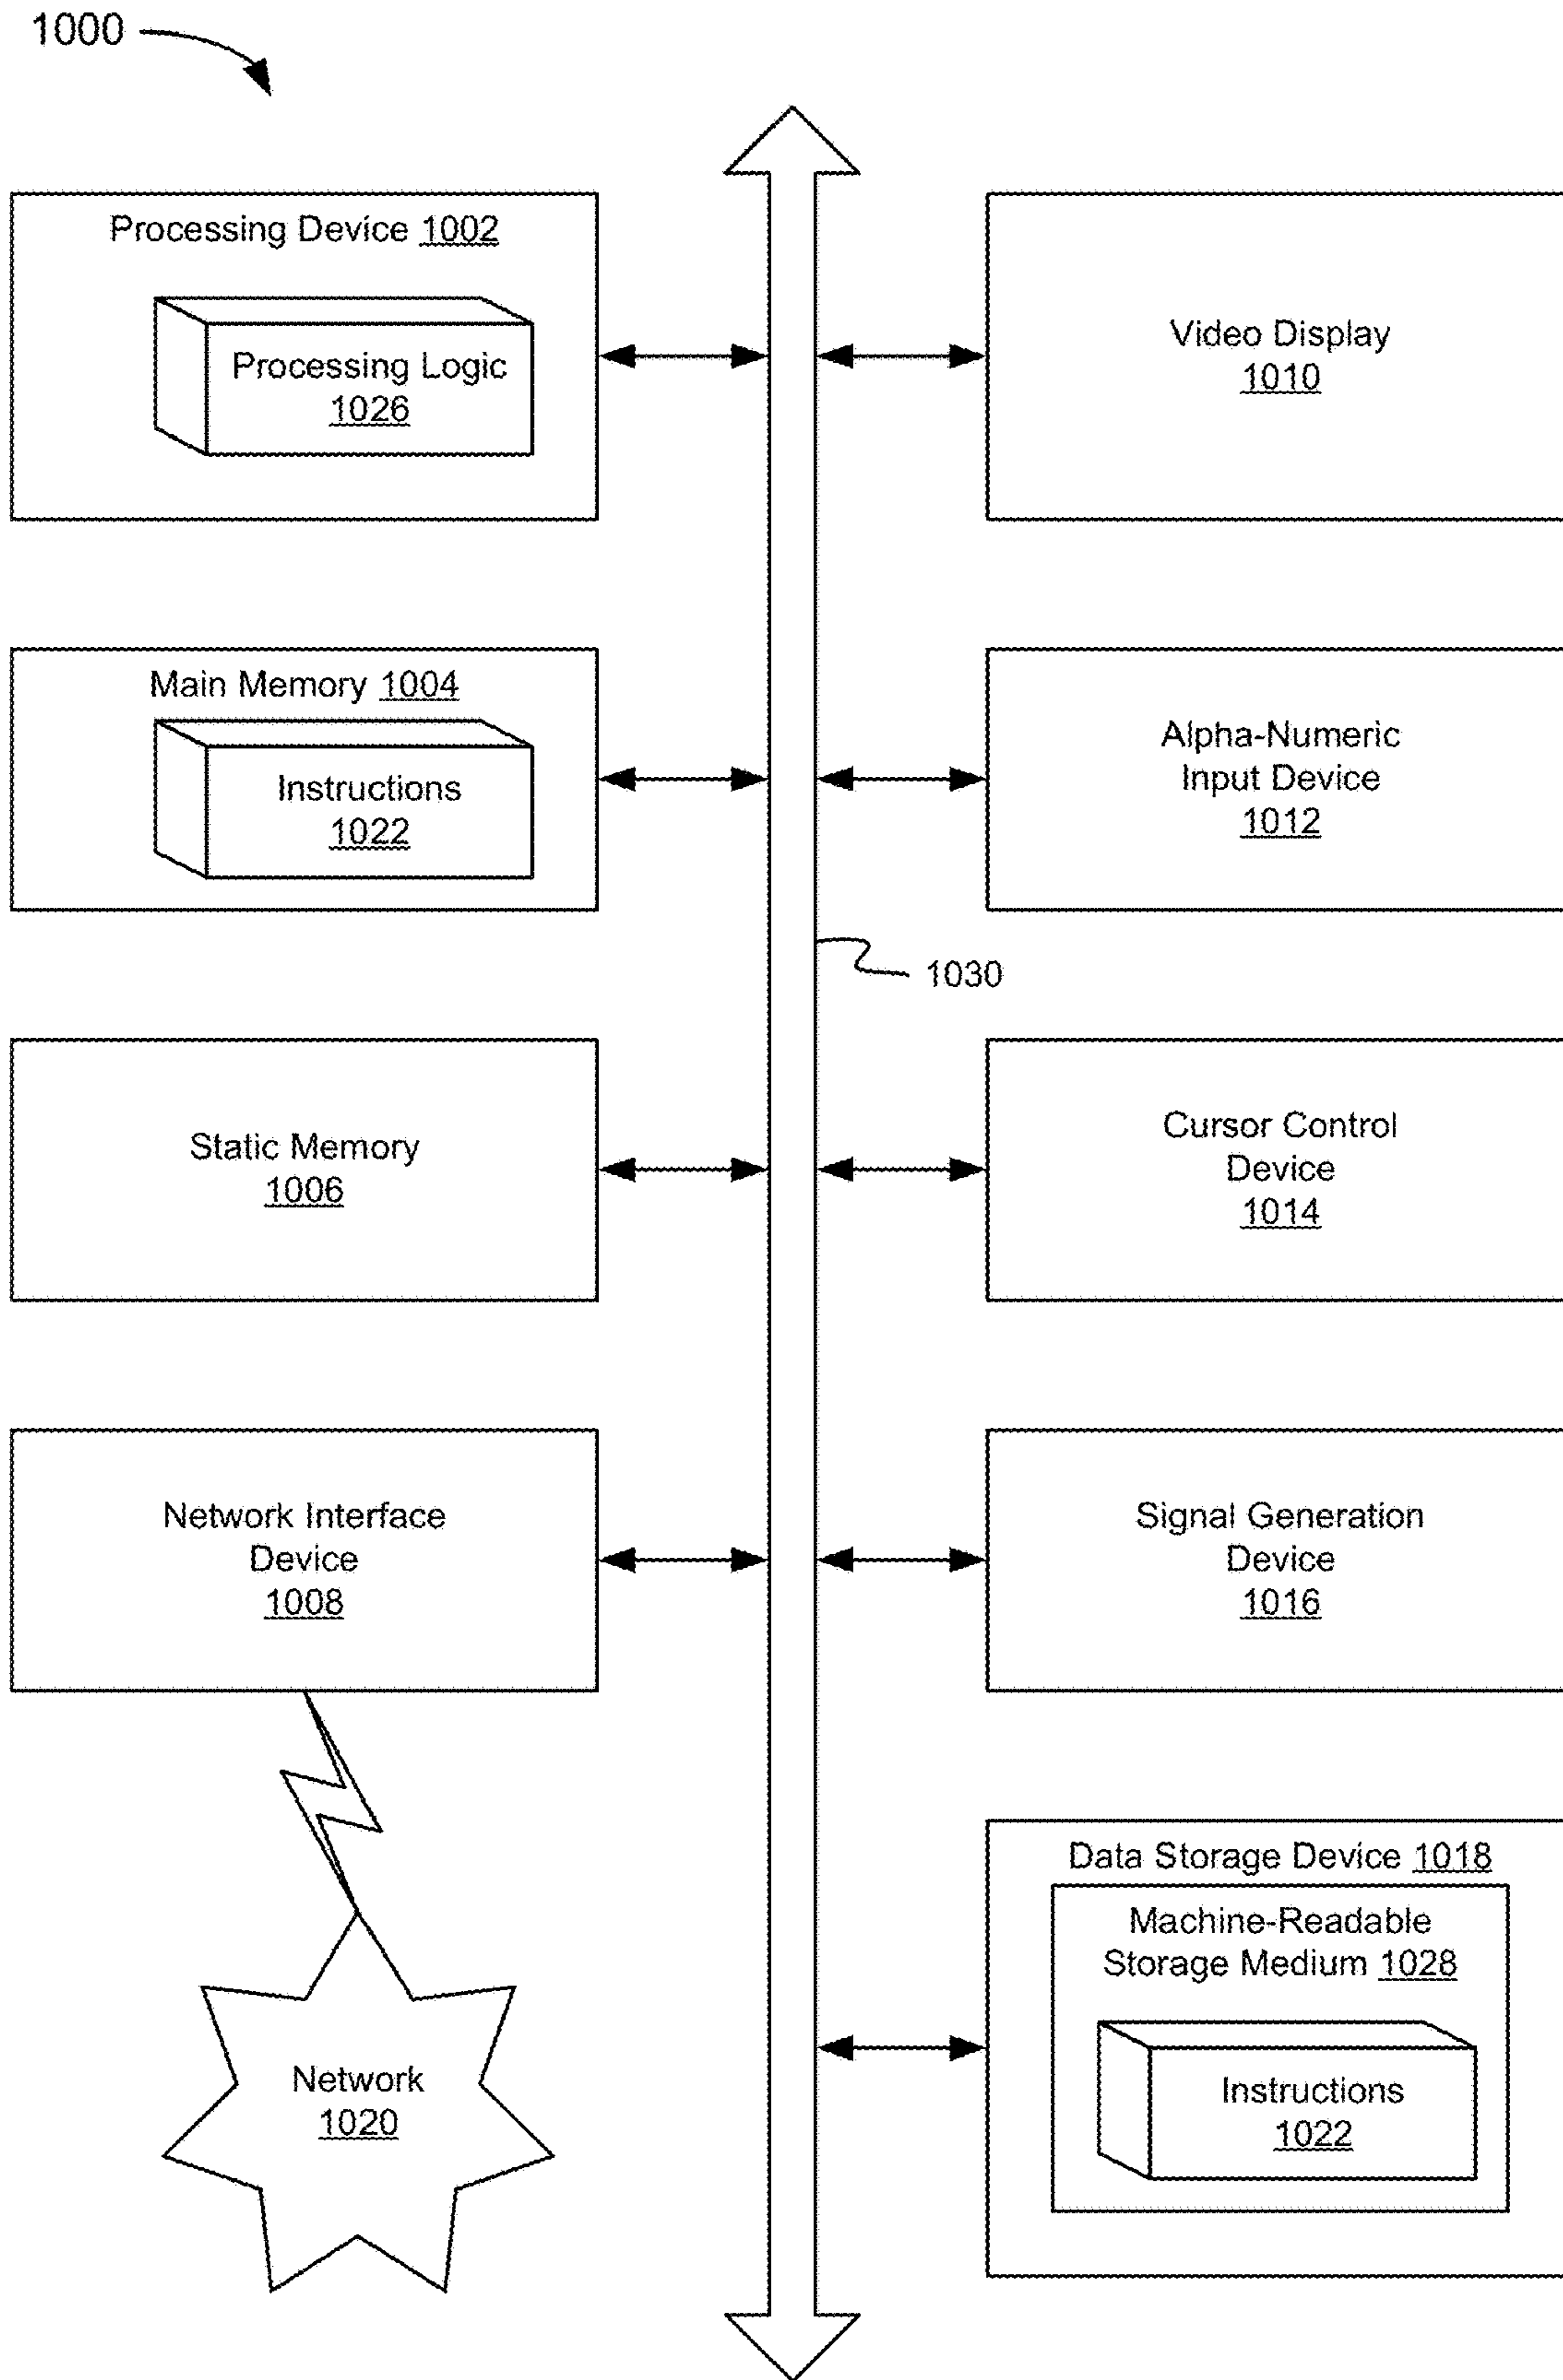 1000
Processing Device 1002
Processing Logic
1026
Video Display
1010
Main Memory 1004
Instructions
1022
Alpha-Numeric
Input Device
1012
1030
Static Memory
1006
Cursor Control
Device
1014
Network Interface
Device
1008
Signal Generation
Device
1016
Data Storage Device 1018
Machine-Readable
Storage Medium 1028
Instructions
1022
Network
1020